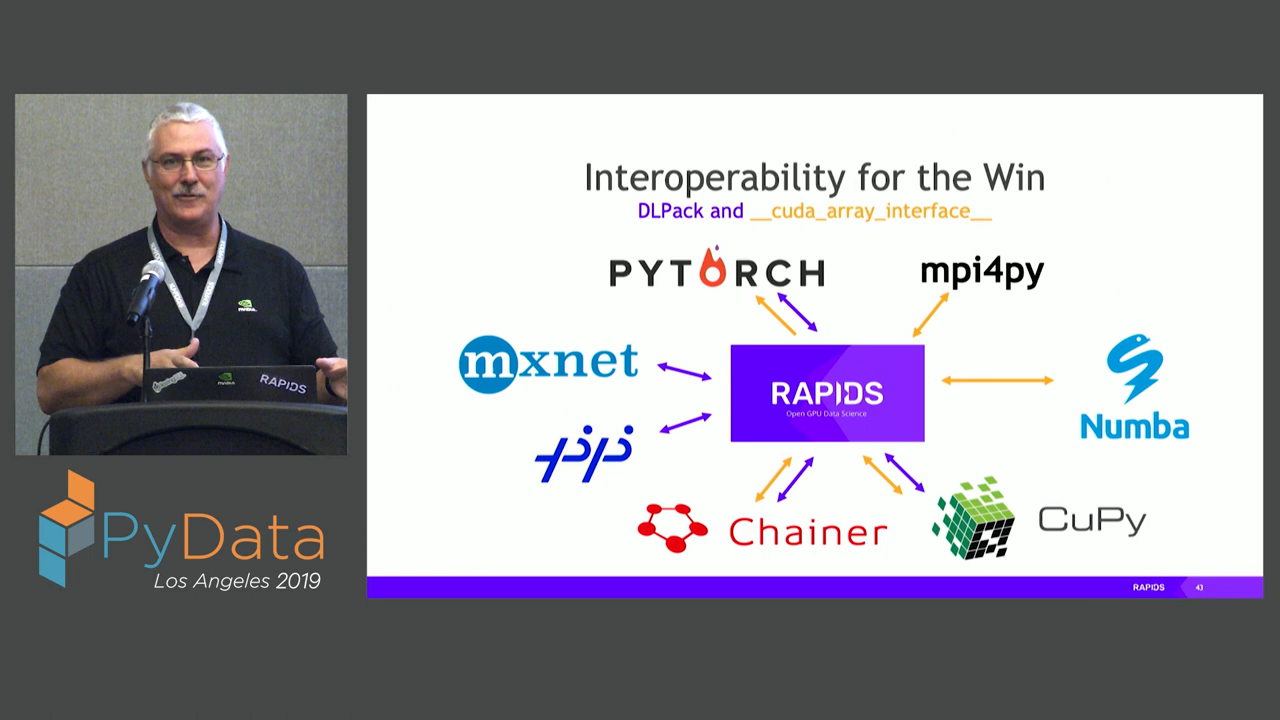 Interoperability for the Win
DLPack and __cuda_array_interface__
PYTORCH
mpi4py
mxnet
RAPIDS
Open GPU Data Science
Numba
Chainer
CuPy
RAPIDS
43
NVIDIA
RAPIDS
PyData
Los Angeles 2019